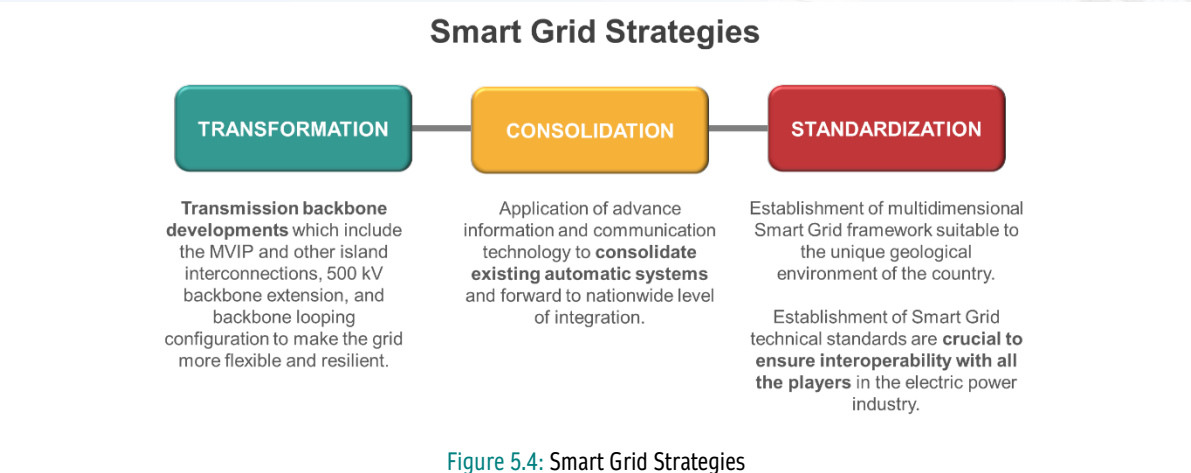 Smart Grid Strategies
TRANSFORMATION
Transmission backbone
developments which include
the MVIP and other island
interconnections, 500 kV
backbone extension, and
backbone looping
configuration to make the grid
more flexible and resilient.
CONSOLIDATION
Application of advance
information and communication
technology to consolidate
existing automatic systems
and forward to nationwide level
of integration.
STANDARDIZATION
Establishment of multidimensional
Smart Grid framework suitable to
the unique geological
environment of the country.
Establishment of Smart Grid
technical standards are crucial to
ensure interoperability with all
the players in the electric power
industry.
Figure 5.4: Smart Grid Strategies